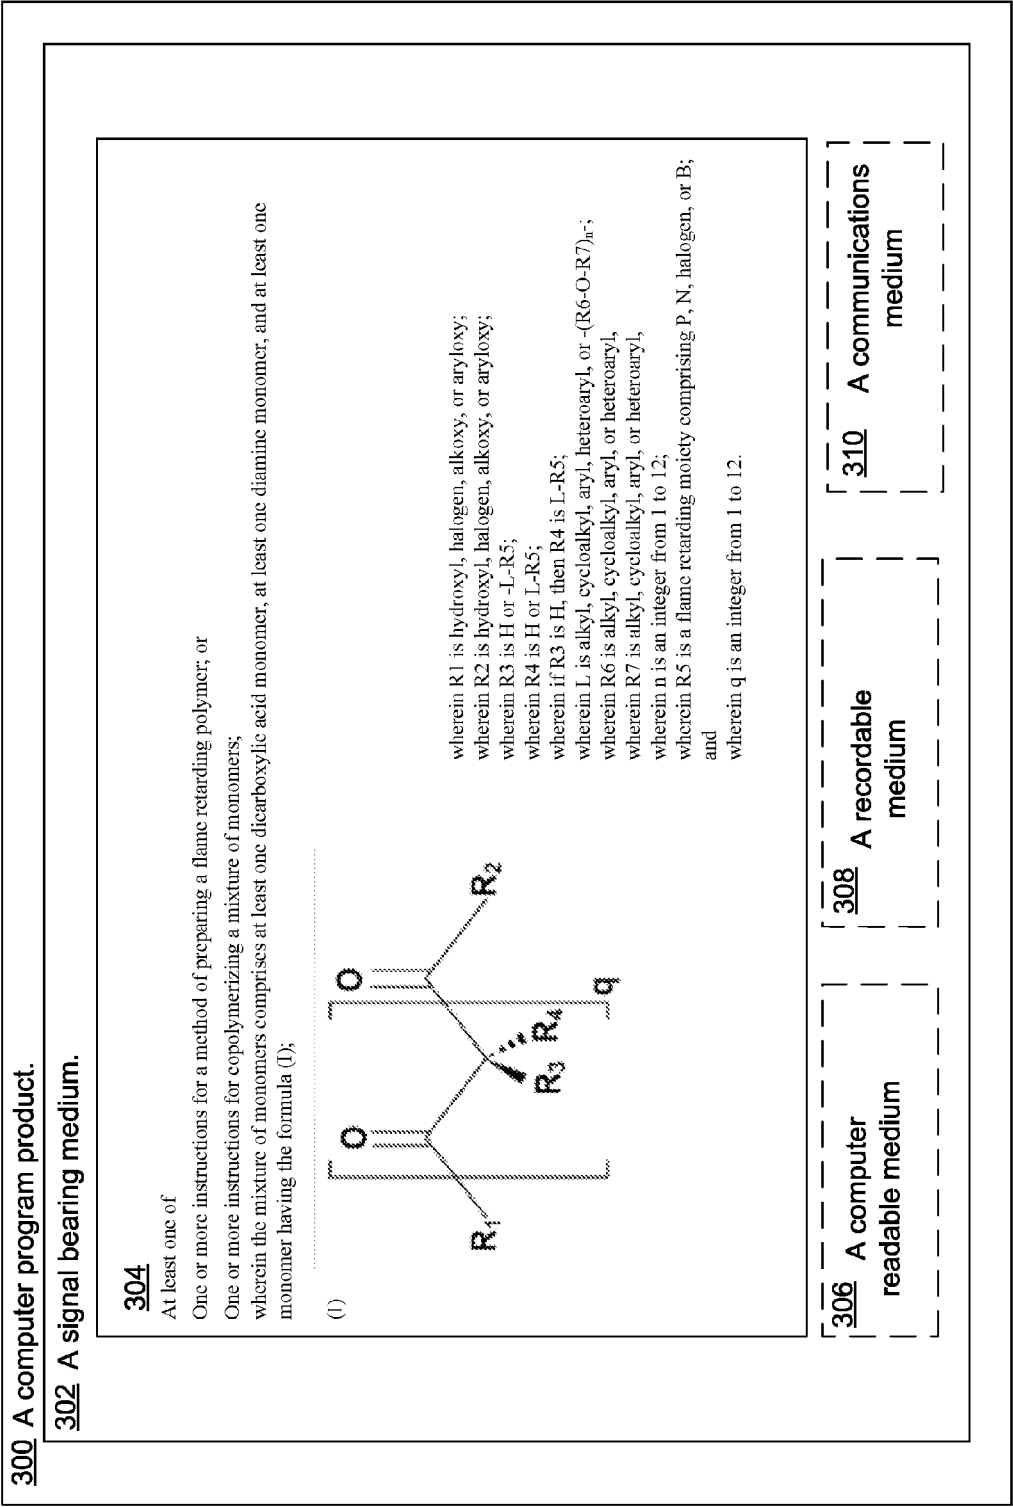 300 A computer program product.
302 A signal bearing medium.
304
At least one of
One or more instructions for a method of preparing a flame retarding polymer; or
One or more instructions for copolymerizing a mixture of monomers;
wherein the mixture of monomers comprises at least one dicarboxylic acid monomer, at least one diamine monomer, and at least one
monomer having the formula (I);
(I)
O
O
R1
R2
R3
R4
q
wherein R1 is hydroxyl, halogen, alkoxy, or aryloxy;
wherein R2 is hydroxyl, halogen, alkoxy, or aryloxy;
wherein R3 is H or -L-R5;
wherein R4 is H or L-R5;
wherein if R3 is H, then R4 is L-R5;
wherein L is alkyl, cycloalkyl, aryl, heteroaryl, or -(R6-O-R7)n-;
wherein R6 is alkyl, cycloalkyl, aryl, or heteroaryl,
wherein R7 is alkyl, cycloalkyl, aryl, or heteroaryl,
wherein n is an integer from 1 to 12;
wherein R5 is a flame retarding moiety comprising P, N, halogen, or B;
and
wherein q is an integer from 1 to 12.
306 A computer
readable medium
308 A recordable
medium
310 A communications
medium